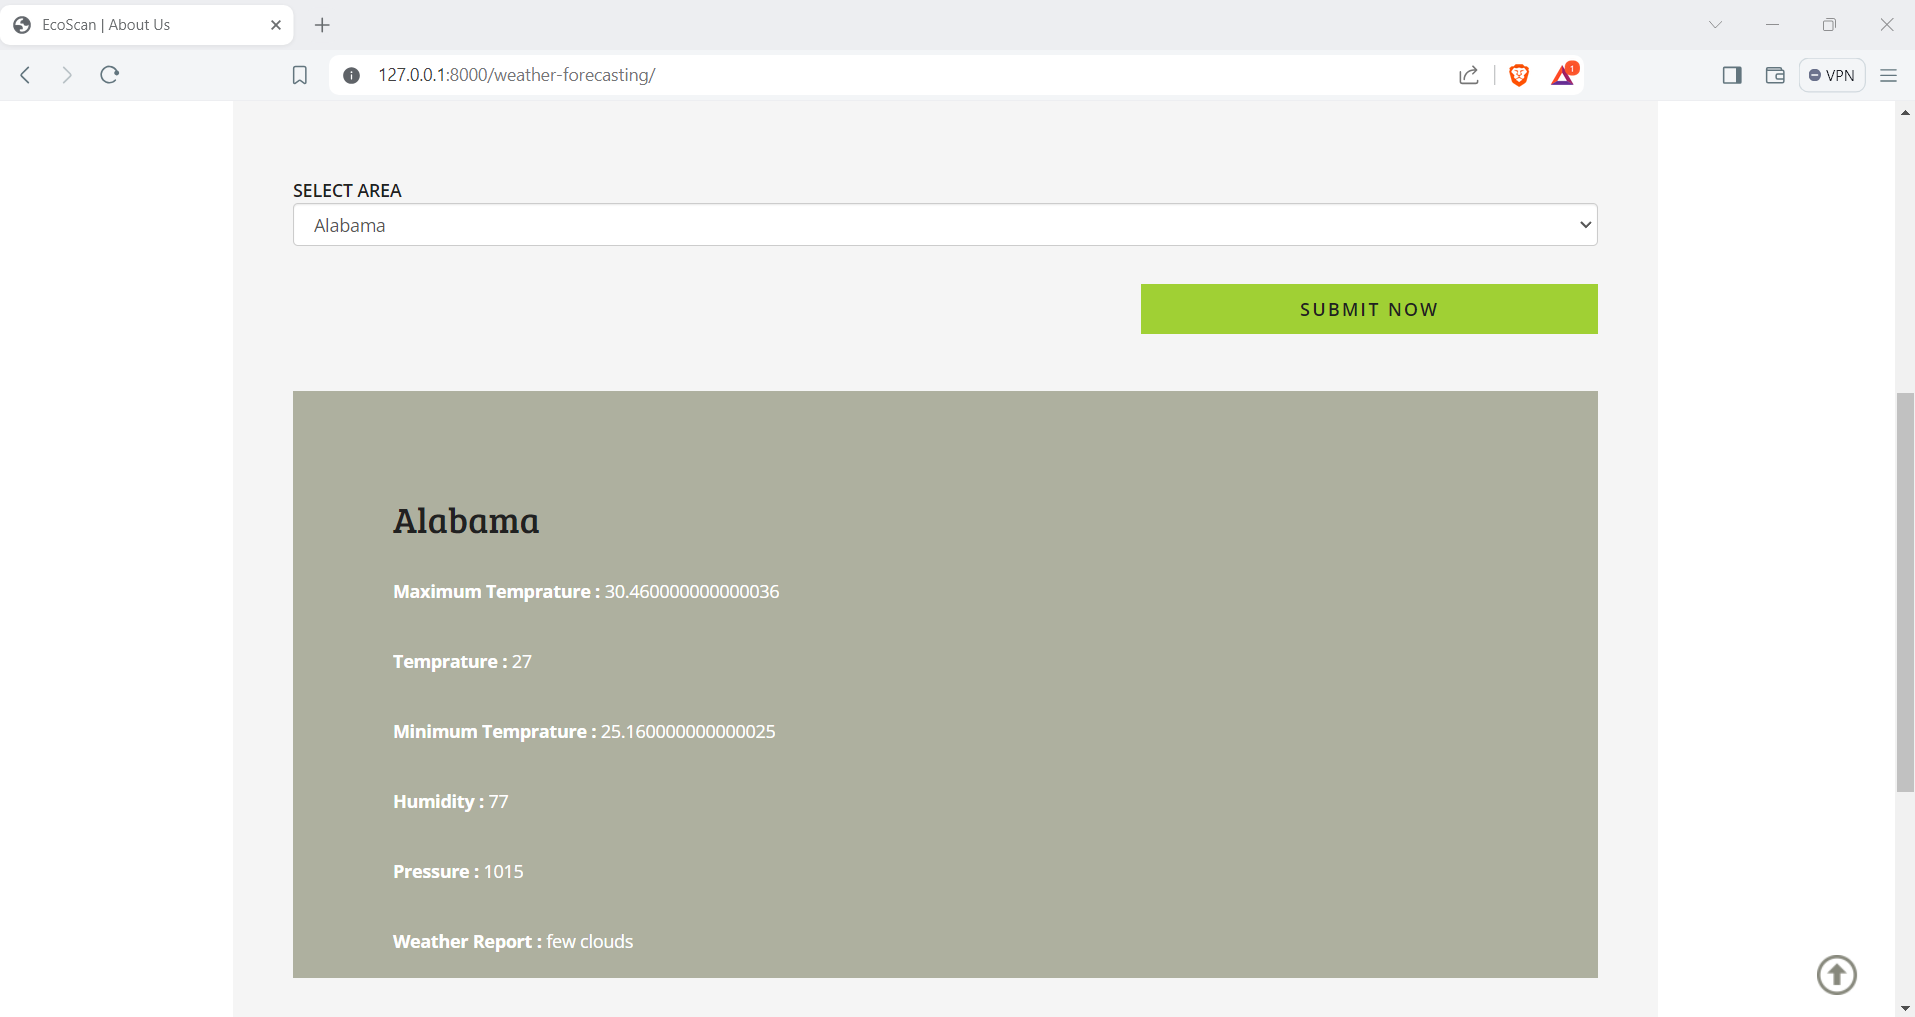 EcoScan | About Us
127.0.0.1:8000/weather-forecasting/
1
VPN
SELECT AREA
Alabama
SUBMIT NOW
Alabama
Maximum Temprature : 30.460000000000036
Temprature : 27
Minimum Temprature : 25.160000000000025
Humidity : 77
Pressure : 1015
Weather Report : few clouds